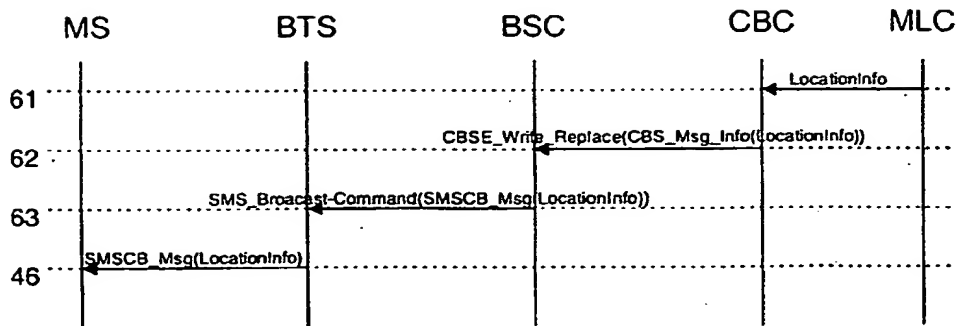 MS BTS BSC CBC MLC
61 LocationInfo
62 CBSE_Write_Replace(CBS_Msg_Info(LocationInfo))
63 SMS_Broacast-Command(SMSCB_Msg(LocationInfo))
46 SMSCB_Msg(LocationInfo)